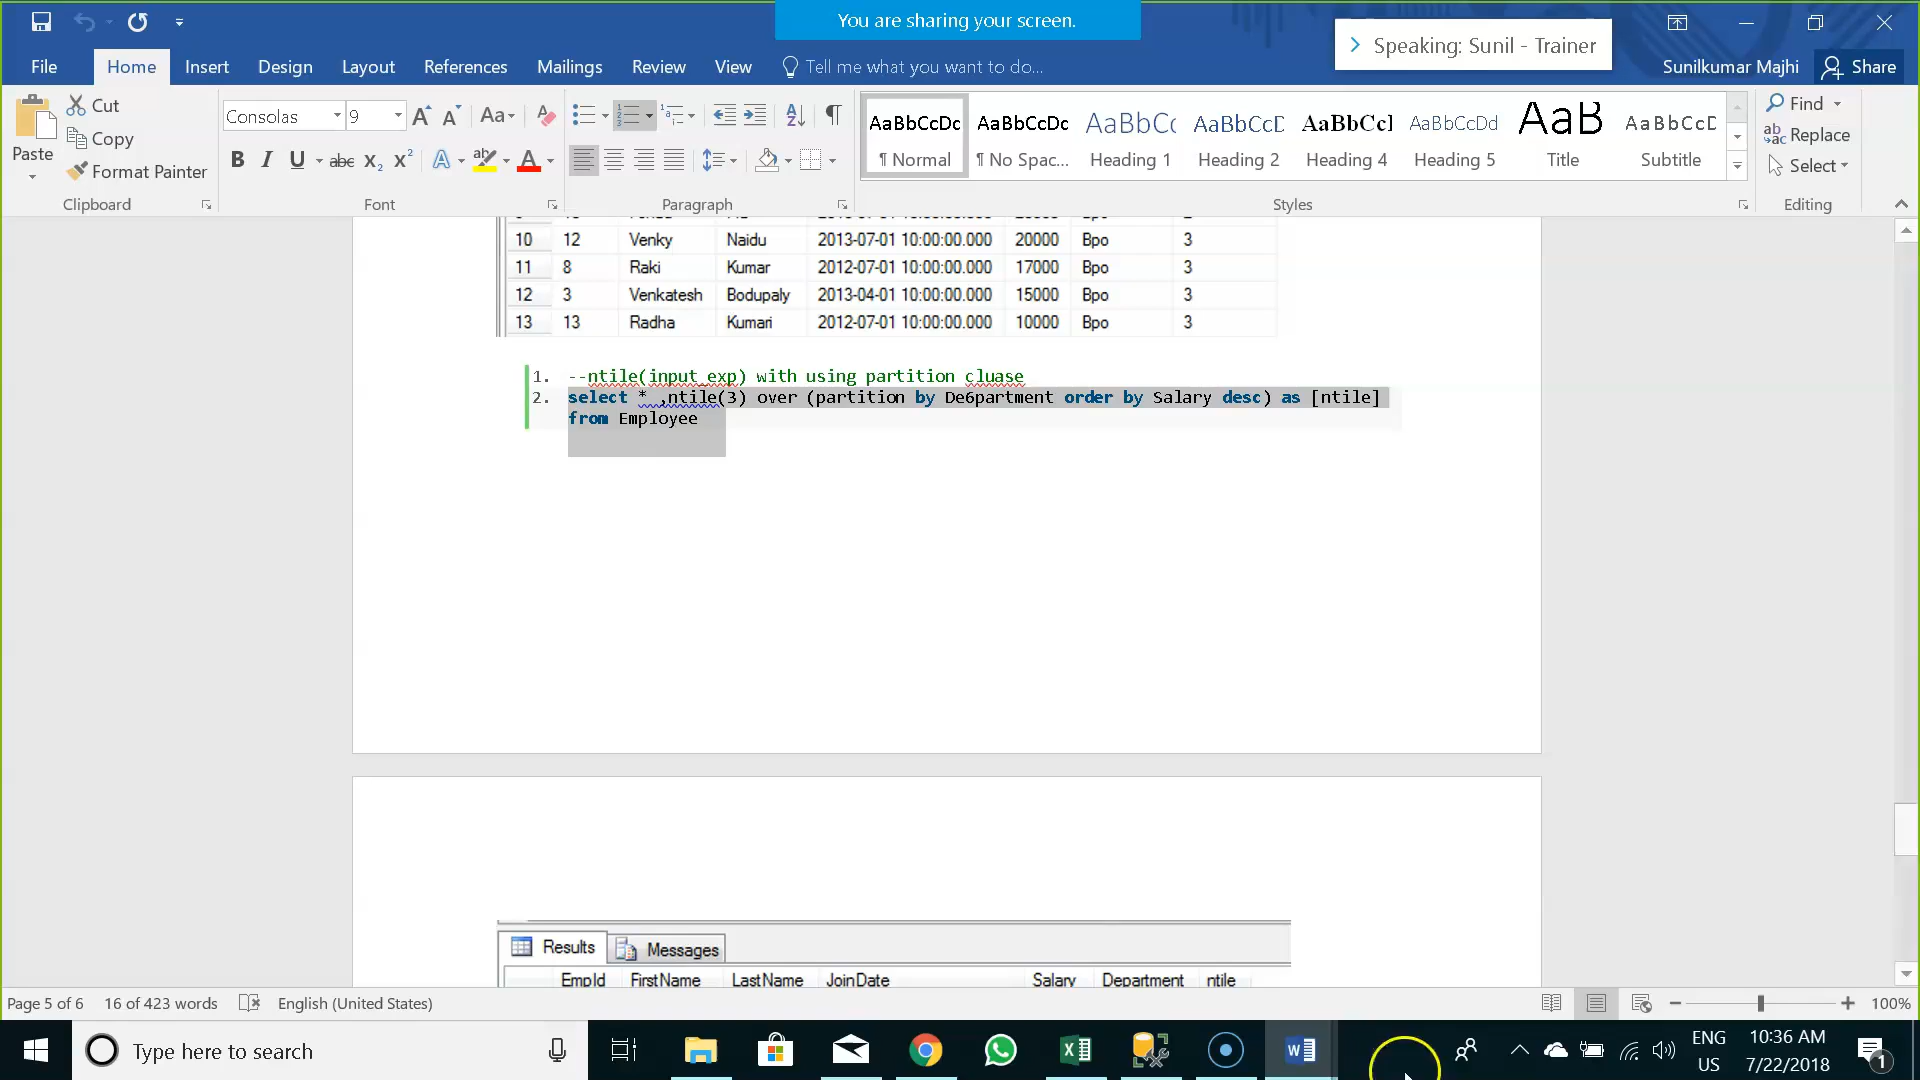 You are sharing your screen.
Speaking: Sunil - Trainer
File Home Insert Design Layout References Mailings Review View Tell me what you want to do...
Sunilkumar Majhi Share
Paste
Cut
Copy
Format Painter
Clipboard
Consolas 9
Font
Paragraph
AaBbCcDc AaBbCcDc AaBbCc AaBbCcD AaBbCcI AaBbCcDd AaB AaBbCcD
¶ Normal ¶ No Spac... Heading 1 Heading 2 Heading 4 Heading 5 Title Subtitle
Styles
Find
Replace
Select
Editing
10 12 Venky Naidu 2013-07-01 10:00:00.000 20000 Bpo 3
11 8 Raki Kumar 2012-07-01 10:00:00.000 17000 Bpo 3
12 3 Venkatesh Bodupaly 2013-04-01 10:00:00.000 15000 Bpo 3
13 13 Radha Kumari 2012-07-01 10:00:00.000 10000 Bpo 3
1. --ntile(input_exp) with using partition cluase
2. select * ,ntile(3) over (partition by De6partment order by Salary desc) as [ntile]
from Employee
Results Messages
EmpId FirstName LastName JoinDate Salary Department ntile
Page 5 of 6 16 of 423 words English (United States)
100%
Type here to search
ENG
US
10:36 AM
7/22/2018
1